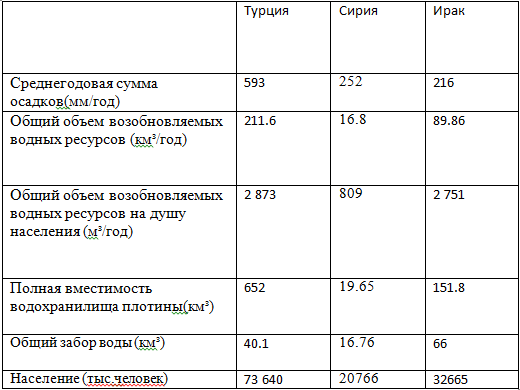 Турция Сирия Ирак
Среднегодовая сумма 593 252 216
осадков(мм/год)
Общий объем возобновляемых 211.6 16.8 89.86
водных ресурсов (км³/год)
Общий объем возобновляемых 2 873 809 2 751
водных ресурсов на душу
населения (м³/год)
Полная вместимость 652 19.65 151.8
водохранилища плотины(км³)
Общий забор воды (км³) 40.1 16.76 66
Население (тыс.человек) 73 640 20766 32665